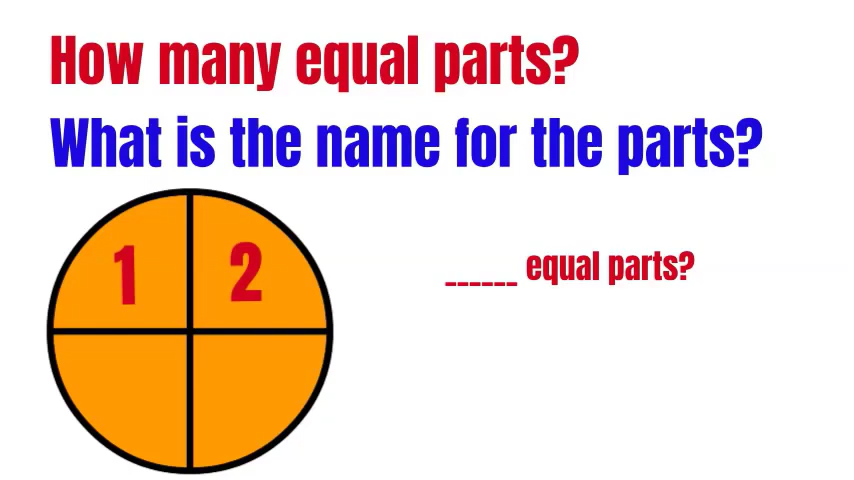 How many equal parts?
What is the name for the parts?
1 2
______ equal parts?